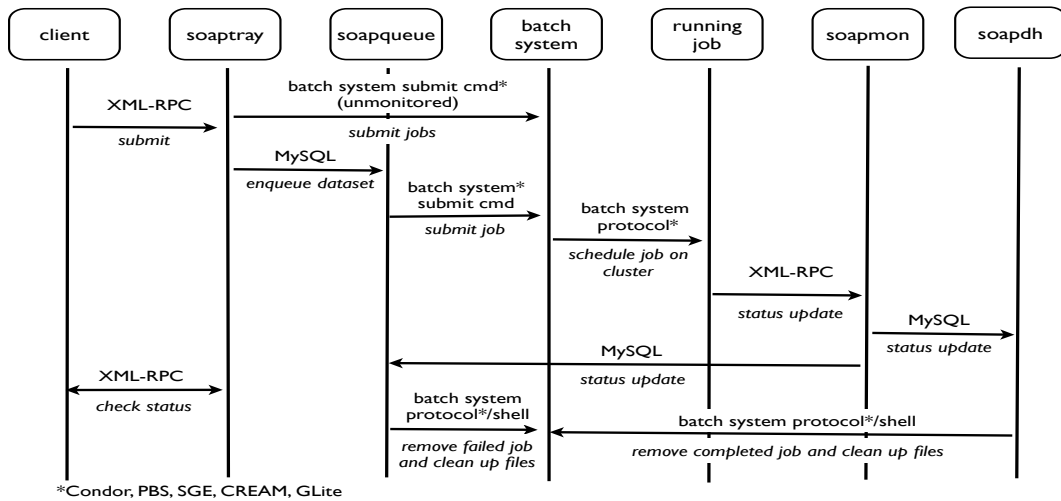 client
soaptray
soapqueue
batch
system
running
job
soapmon
soapdh
batch system submit cmd*
(unmonitored)
XML-RPC
submit
submit jobs
MySQL
enqueue dataset
batch system*
submit cmd
submit job
batch system
protocol*
schedule job on
cluster
XML-RPC
status update
MySQL
status update
MySQL
status update
XML-RPC
check status
batch system
protocol*/shell
remove failed job
and clean up files
batch system protocol*/shell
remove completed job and clean up files
*Condor, PBS, SGE, CREAM, GLite